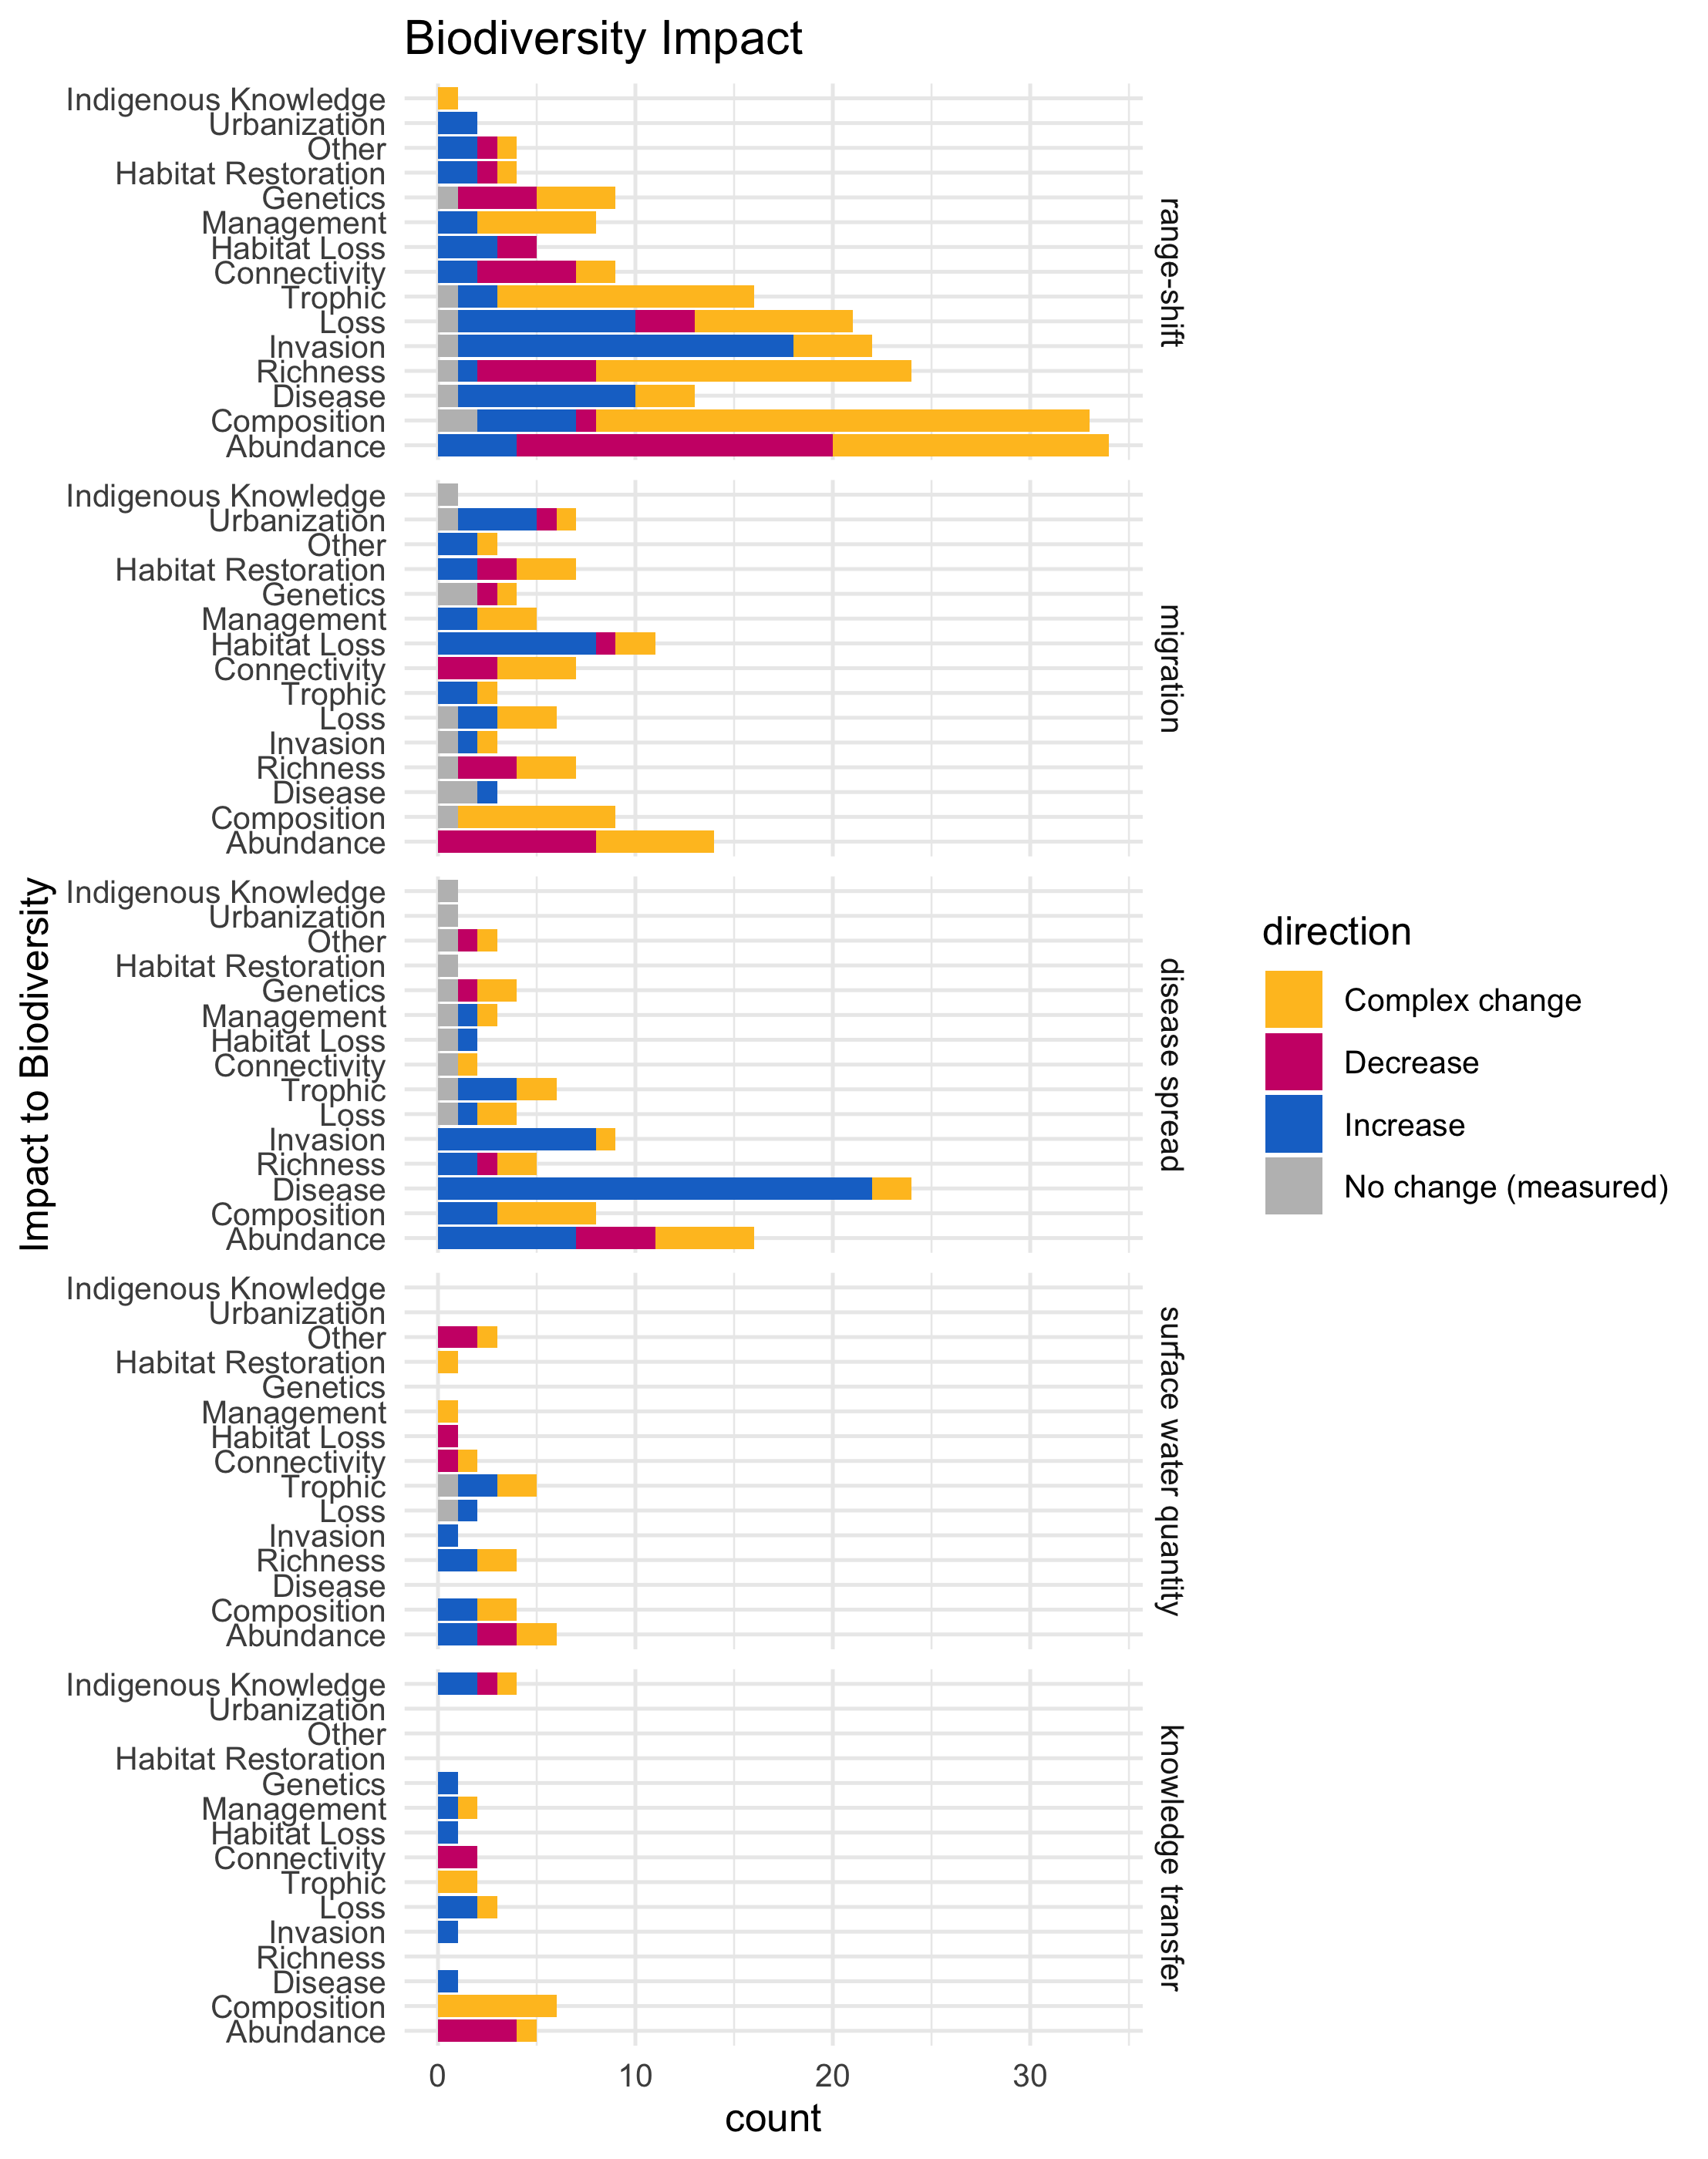 Biodiversity Impact
Indigenous Knowledge
Urbanization
Other
Habitat Restoration
Genetics
Management
Habitat Loss
Connectivity
Trophic
Loss
Invasion
Richness
Disease
Composition
Abundance
range-shift
Indigenous Knowledge
Urbanization
Other
Habitat Restoration
Genetics
Management
Habitat Loss
Connectivity
Trophic
Loss
Invasion
Richness
Disease
Composition
Abundance
migration
Indigenous Knowledge
Urbanization
Other
Habitat Restoration
Genetics
Management
Habitat Loss
Connectivity
Trophic
Loss
Invasion
Richness
Disease
Composition
Abundance
disease spread
Indigenous Knowledge
Urbanization
Other
Habitat Restoration
Genetics
Management
Habitat Loss
Connectivity
Trophic
Loss
Invasion
Richness
Disease
Composition
Abundance
surface water quantity
Indigenous Knowledge
Urbanization
Other
Habitat Restoration
Genetics
Management
Habitat Loss
Connectivity
Trophic
Loss
Invasion
Richness
Disease
Composition
Abundance
knowledge transfer
Impact to Biodiversity
0 10 20 30
count
direction
Complex change
Decrease
Increase
No change (measured)